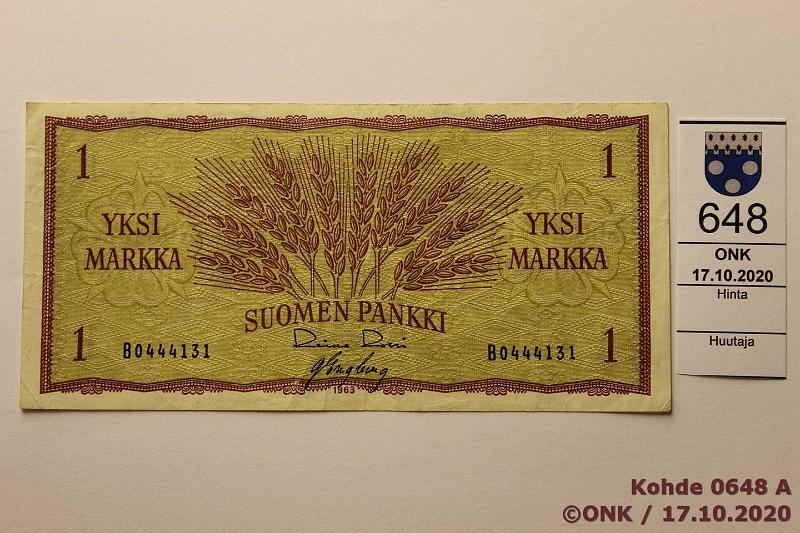 1 1
YKSI MARKKA
YKSI MARKKA
SUOMEN PANKKI
1 B0444131
B0444131 1
1963
648
ONK
17.10.2020
Hinta
Huutaja
Kohde 0648 A
©ONK / 17.10.2020